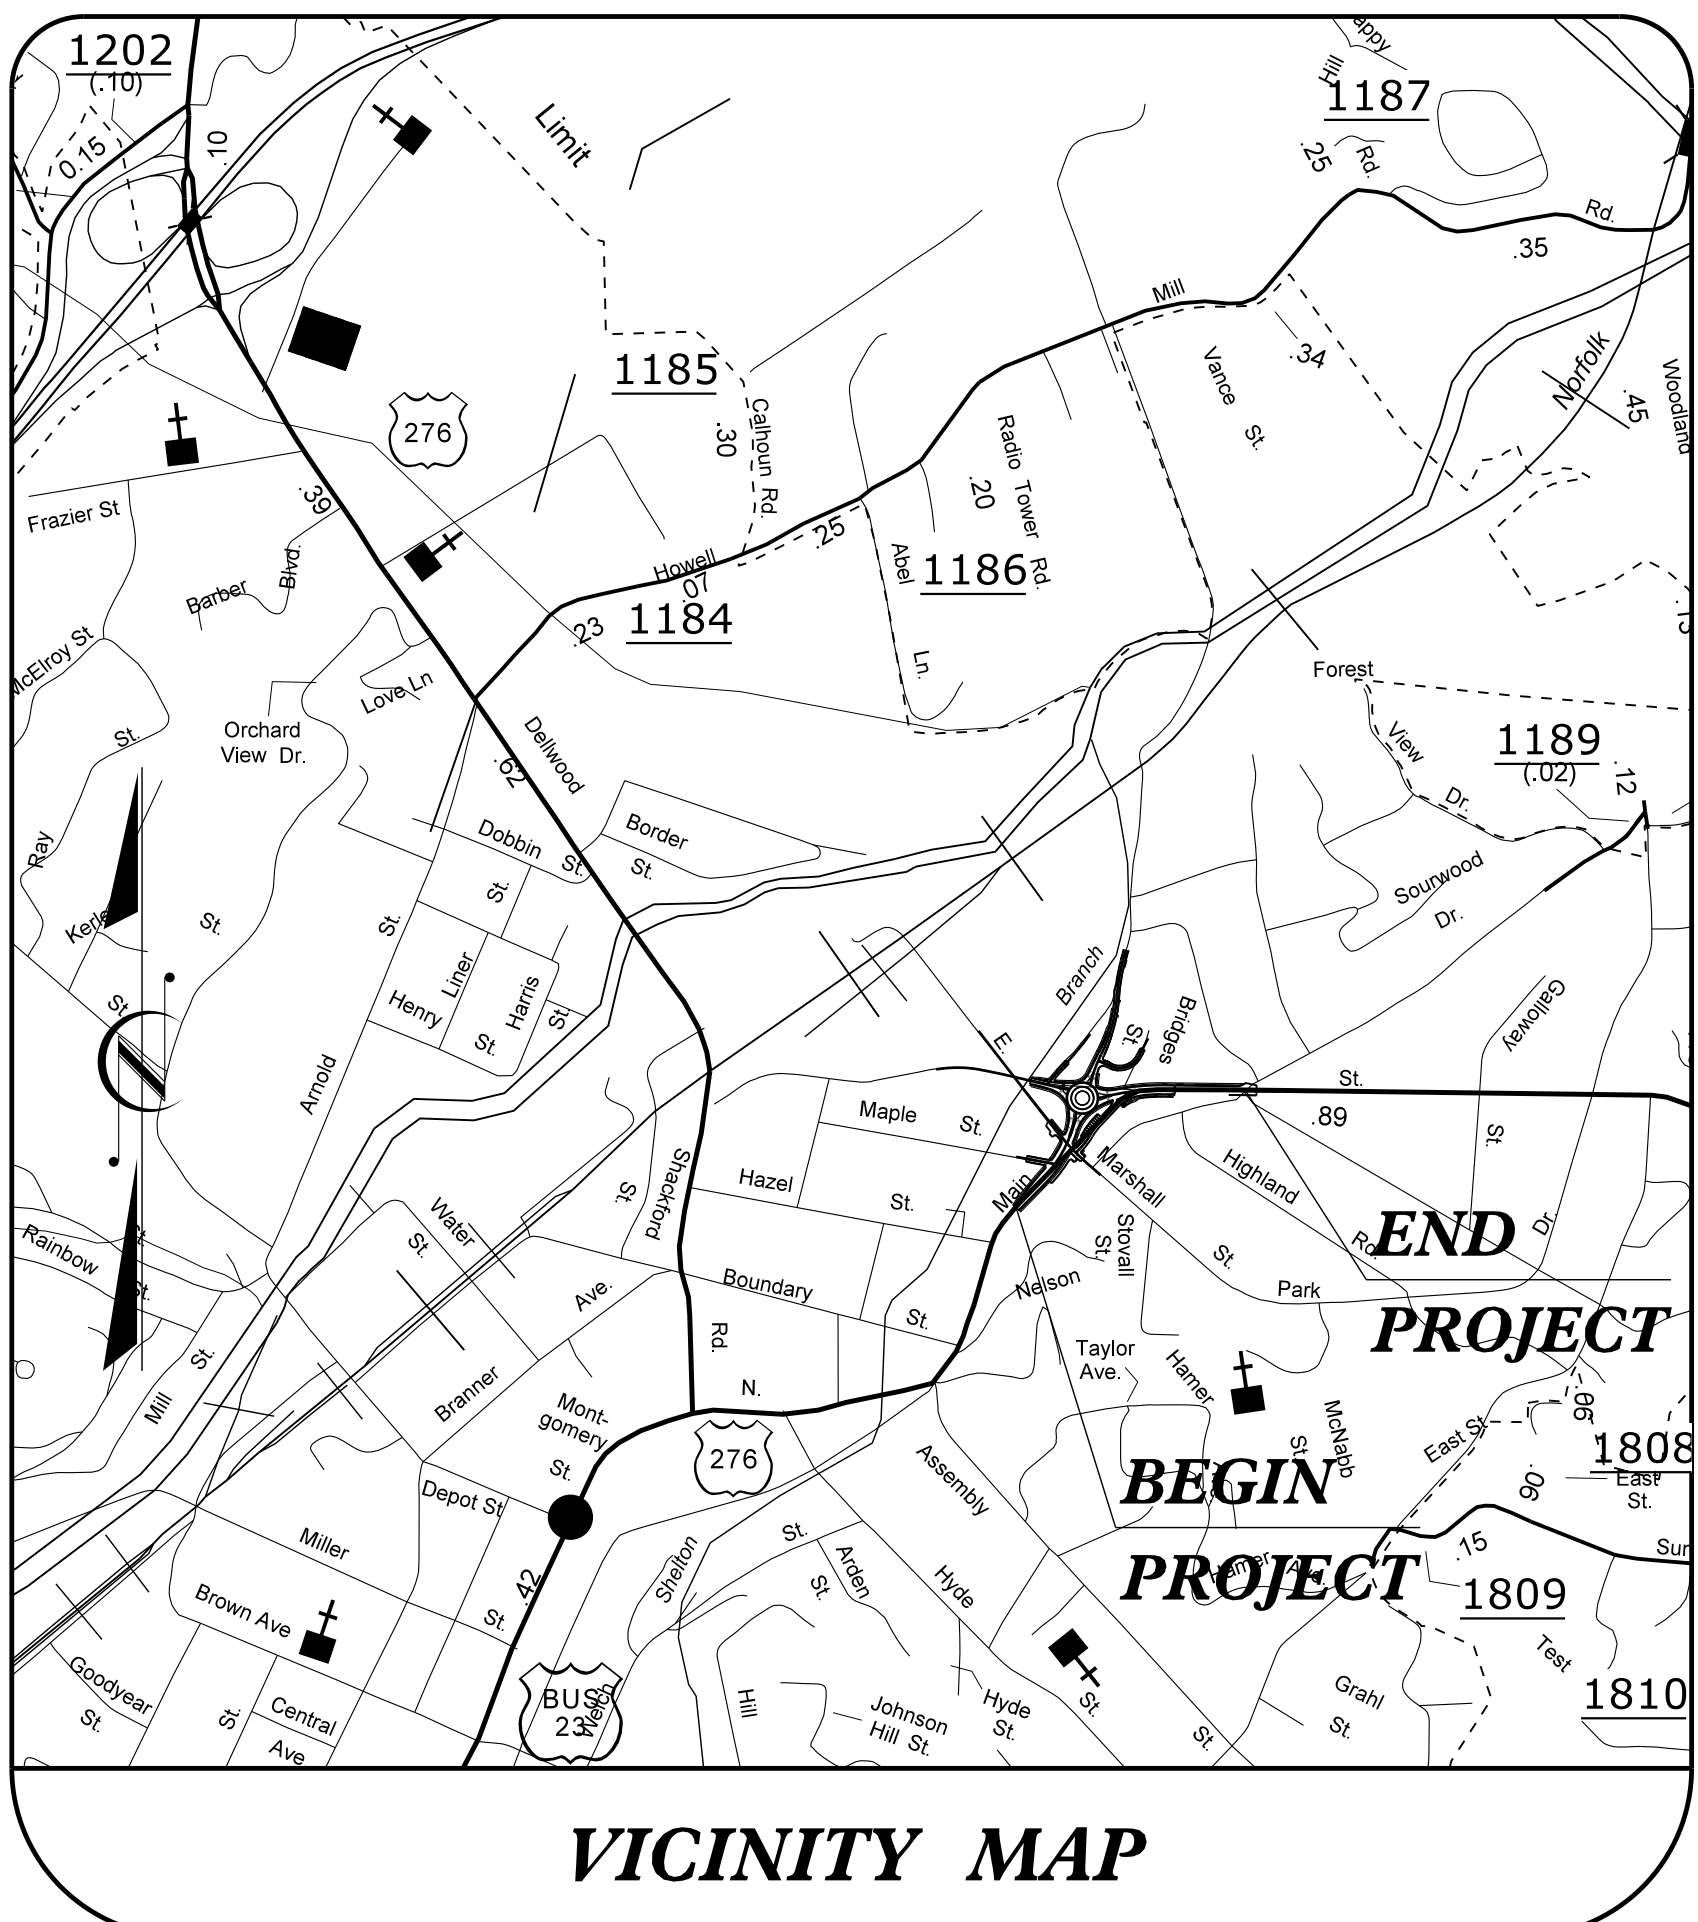 1202
(.10)
0.15
.10
Limit
Hill
1187
.25
Rd.
Rd.
.35
Mill
.34
Vance
St.
Norfolk
.45
Woodland
1185
276
.30
Calhoun Rd.
Radio Tower Rd.
.20
.39
Frazier St
Barber
Blvd.
Howell
.07
.25
Abel
Ln.
1186
1184
.23
McElroy St
Love Ln
Forest
View
Dr.
1189
(.02)
.12
St.
Orchard
View Dr.
Dellwood
.62
Ray
Dobbin
St.
Border
St.
Sourwood
Dr.
St.
St.
St.
Liner
Henry
St.
Harris
St.
St.
Arnold
Branch
E.
St.
Bridges
Galloway
St.
St.
.89
Maple
St.
Hazel
St.
Shackford
St.
Main
Marshall
St.
Highland
Rd.
Dr.
END
PROJECT
Rainbow
St.
St.
Water
St.
Ave.
Boundary
St.
Stovall
St.
Nelson
Park
Rd.
N.
Taylor
Ave.
Hamer
McNabb
St.
Mill
St.
Branner
Mont-
gomery
St.
276
Assembly
St.
BEGIN
PROJECT
East St
.06
1808
East
St.
.06
Depot St
Miller
St.
.42
Shelton
St.
Arden
St.
Hyde
Hamer Ave.
.15
1809
Brown Ave
Goodyear
St.
St.
Central
Ave
BUS
23
Welch
Hill
Johnson
Hill St.
Hyde
St.
St.
Grahl
St.
Test
1810
VICINITY MAP